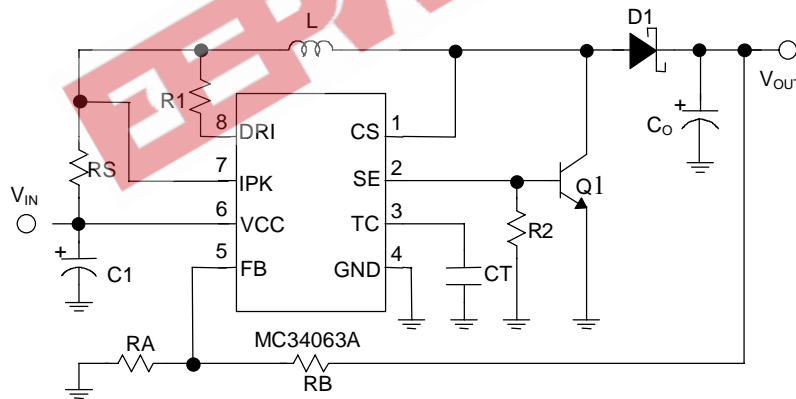 L
D1
R1
8 DRI
CS 1
VOUT
+
CO
RS
7 IPK
SE 2
Q1
VIN
6 VCC
TC 3
R2
+
C1
5 FB
GND 4
CT
RA
MC34063A
RB